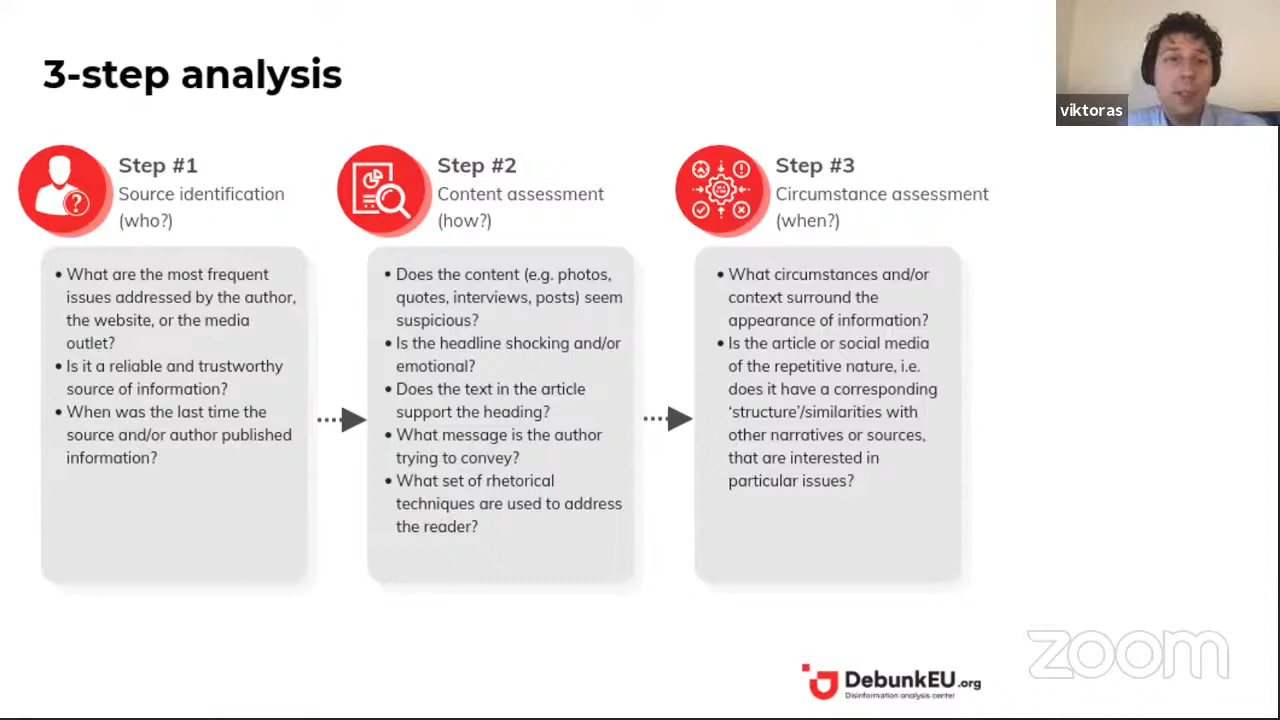 3-step analysis
viktoras
Step #1
Source identification
(who?)
• What are the most frequent
issues addressed by the author,
the website, or the media
outlet?
• Is it a reliable and trustworthy
source of information?
• When was the last time the
source and/or author published
information?
Step #2
Content assessment
(how?)
• Does the content (e.g. photos,
quotes, interviews, posts) seem
suspicious?
• Is the headline shocking and/or
emotional?
• Does the text in the article
support the heading?
• What message is the author
trying to convey?
• What set of rhetorical
techniques are used to address
the reader?
Step #3
Circumstance assessment
(when?)
• What circumstances and/or
context surround the
appearance of information?
• Is the article or social media
of the repetitive nature, i.e.
does it have a corresponding
‘structure’/similarities with
other narratives or sources,
that are interested in
particular issues?
DebunkEU.org
Disinformation analysis center
zoom